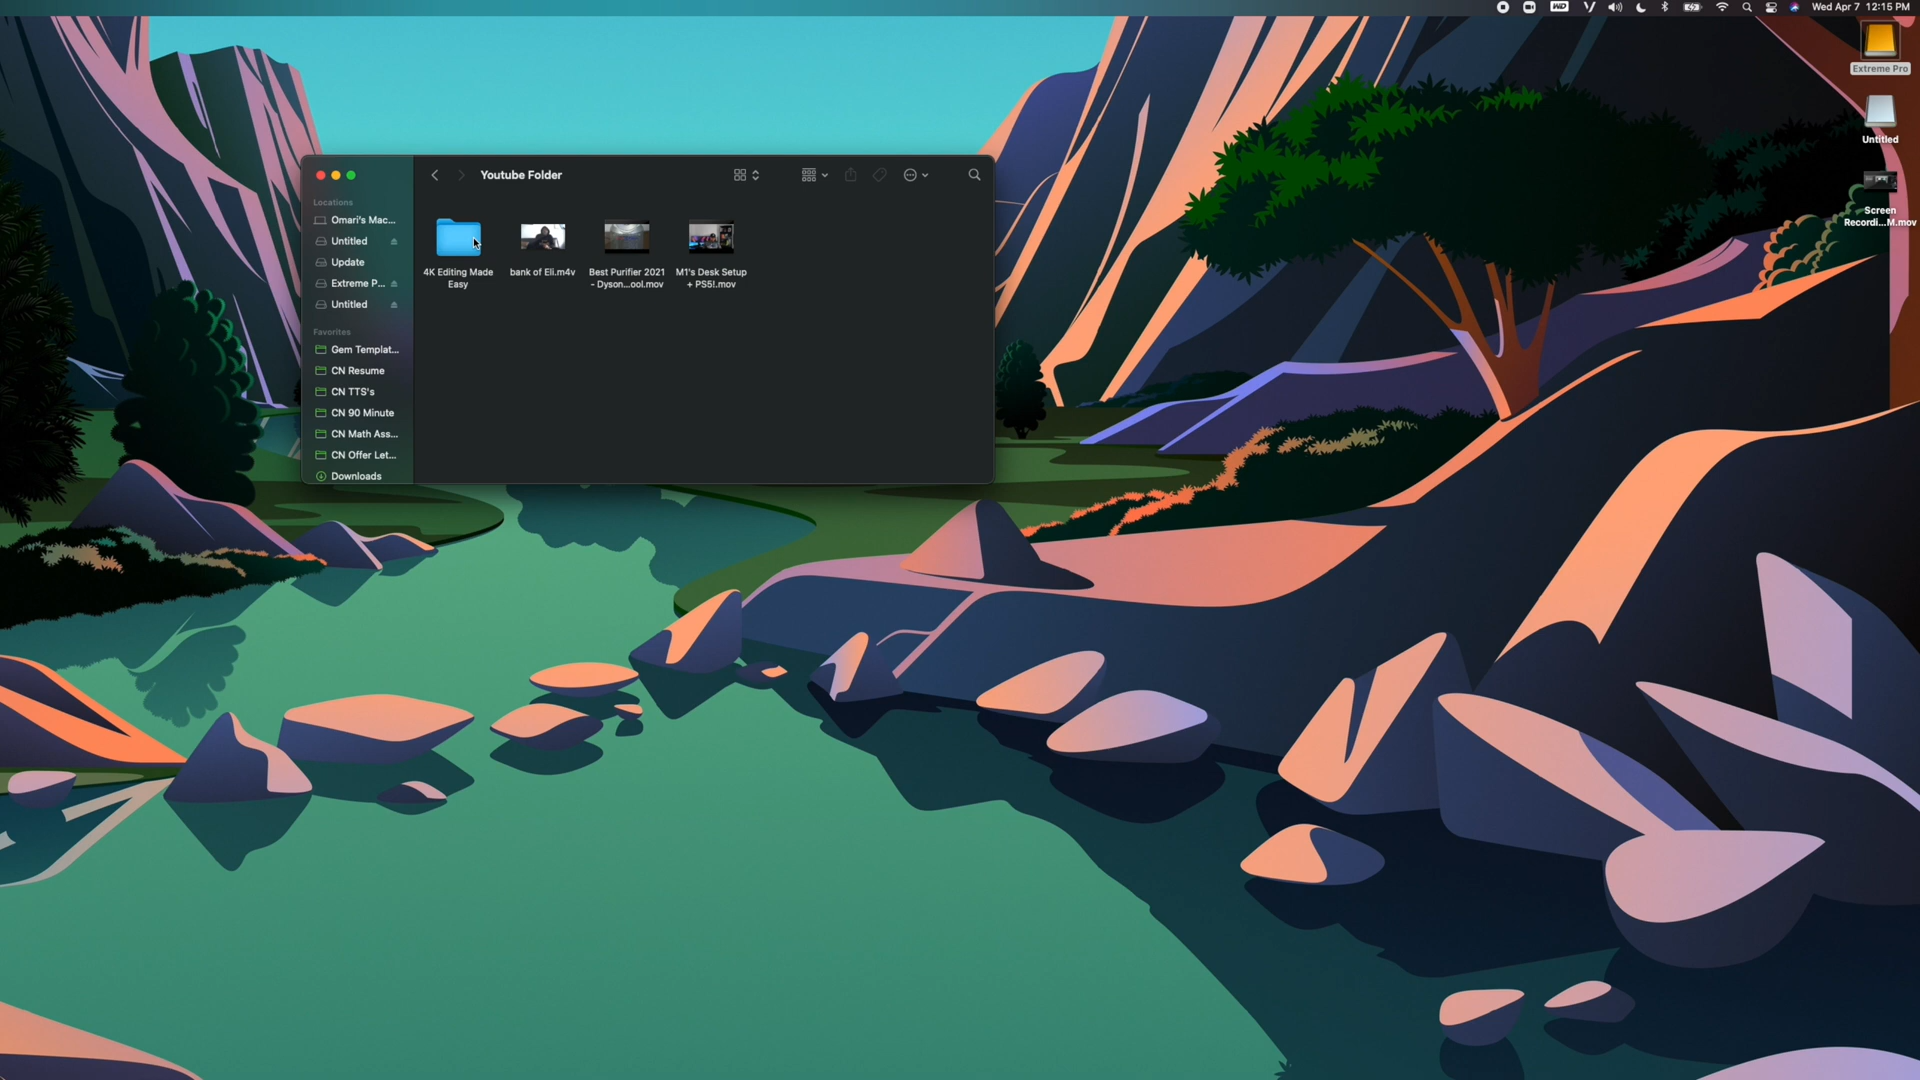 WD
Wed Apr 7 12:15 PM
Youtube Folder
Locations
Omari's Mac...
Untitled
Update
Extreme P...
Untitled
Favorites
Gem Templat...
CN Resume
CN TTS's
CN 90 Minute
CN Math Ass...
CN Offer Let...
Downloads
4K Editing Made
Easy
bank of Eli.m4v
Best Purifier 2021
- Dyson...ool.mov
M1's Desk Setup
+ PS5!.mov
Extreme Pro
Untitled
Screen
Recordi...M.mov